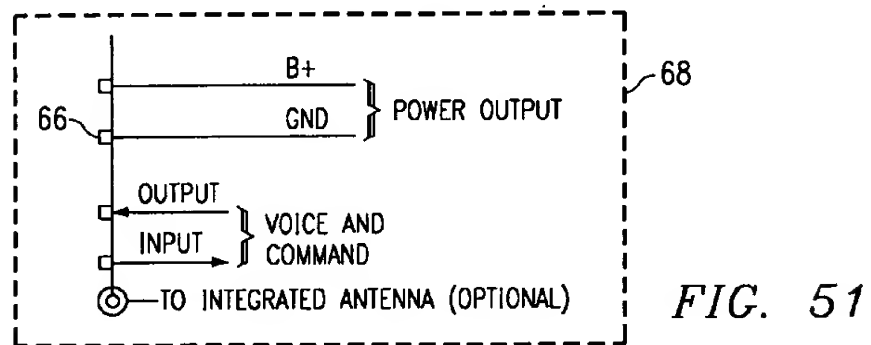 B+
68
POWER OUTPUT
66
GND
OUTPUT
VOICE AND
COMMAND
INPUT
TO INTEGRATED ANTENNA (OPTIONAL)
FIG. 51